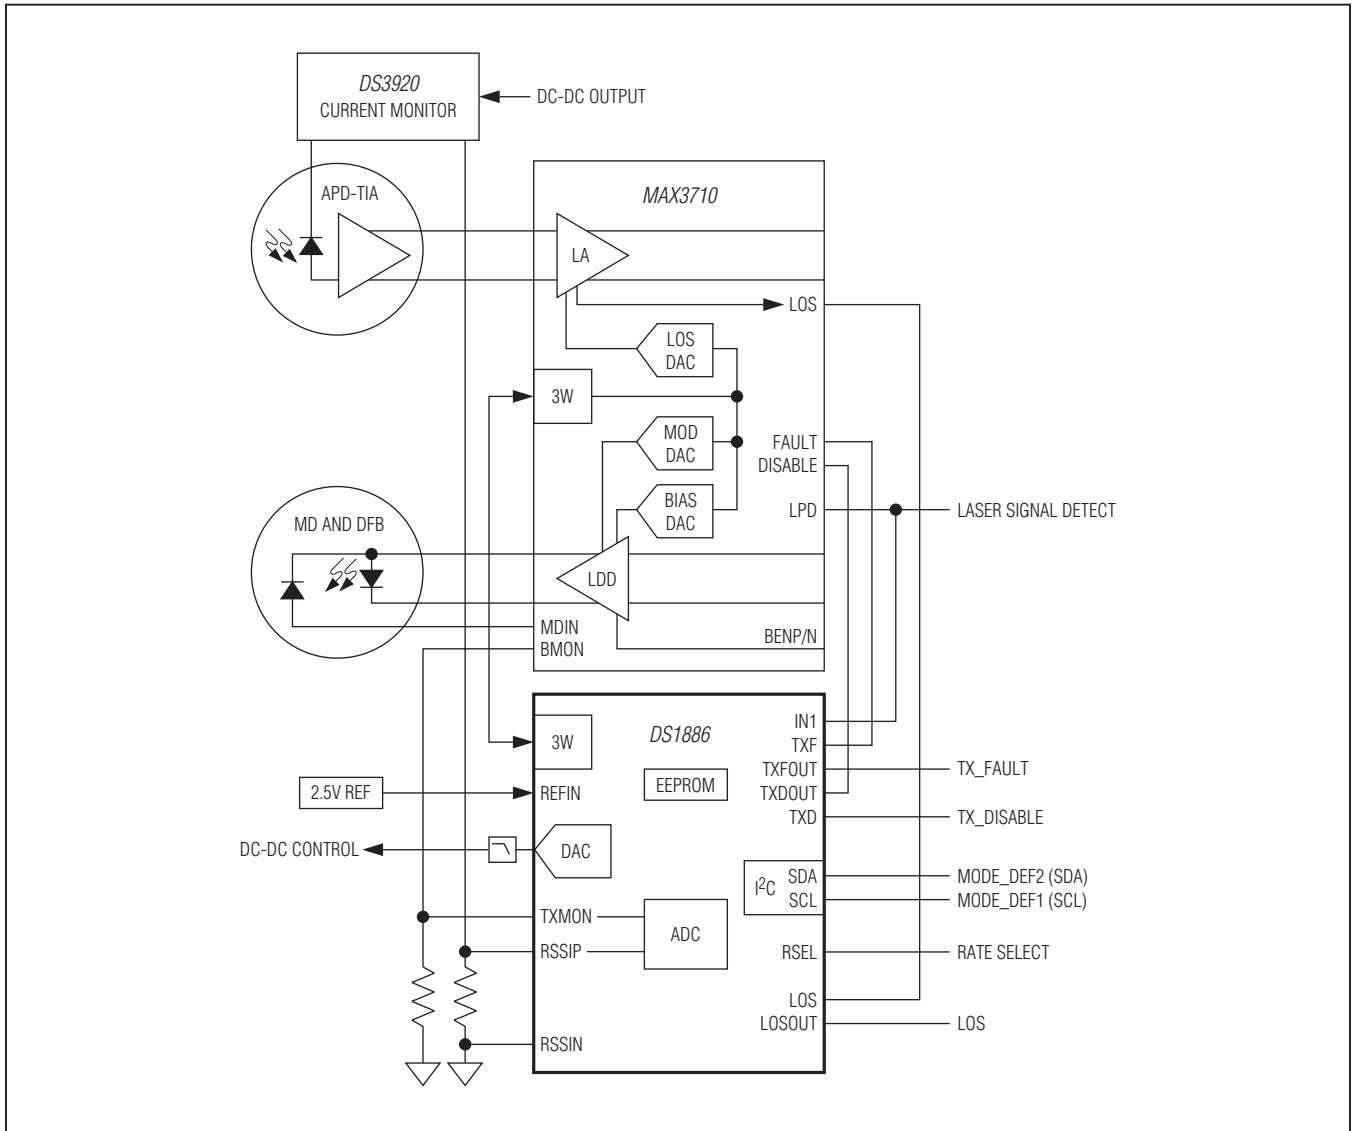 DS3920
CURRENT MONITOR
DC-DC OUTPUT
APD-TIA
MAX3710
LA
LOS
LOS
DAC
3W
MOD
DAC
FAULT
DISABLE
BIAS
DAC
LPD
LASER SIGNAL DETECT
MD AND DFB
LDD
MDIN
BMON
BENP/N
DS1886
3W
EEPROM
IN1
TXF
TXFOUT
TX_FAULT
TXDOUT
TXD
TX_DISABLE
2.5V REF
REFIN
DC-DC CONTROL
DAC
I²C
SDA
MODE_DEF2 (SDA)
SCL
MODE_DEF1 (SCL)
TXMON
ADC
RSSIP
RSEL
RATE SELECT
LOS
LOSOUT
LOS
RSSIN